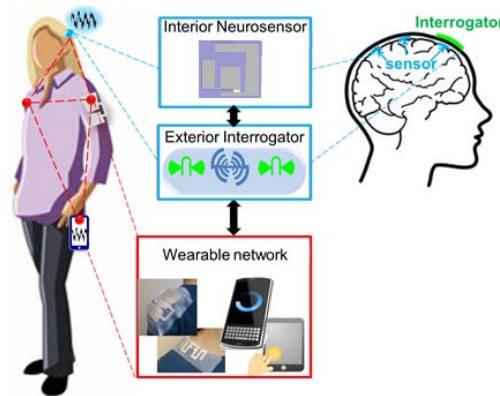 Interior Neurosensor
Interrogator
sensor
Exterior Interrogator
Wearable network